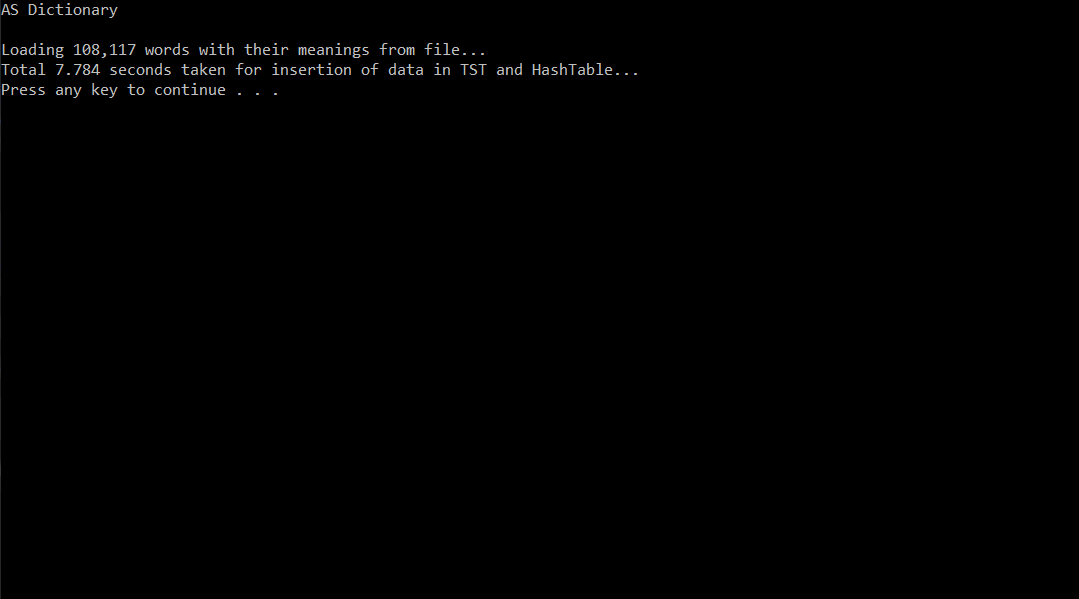 AS Dictionary
Loading 108,117 words with their meanings from file...
Total 7.784 seconds taken for insertion of data in TST and HashTable...
Press any key to continue . . .